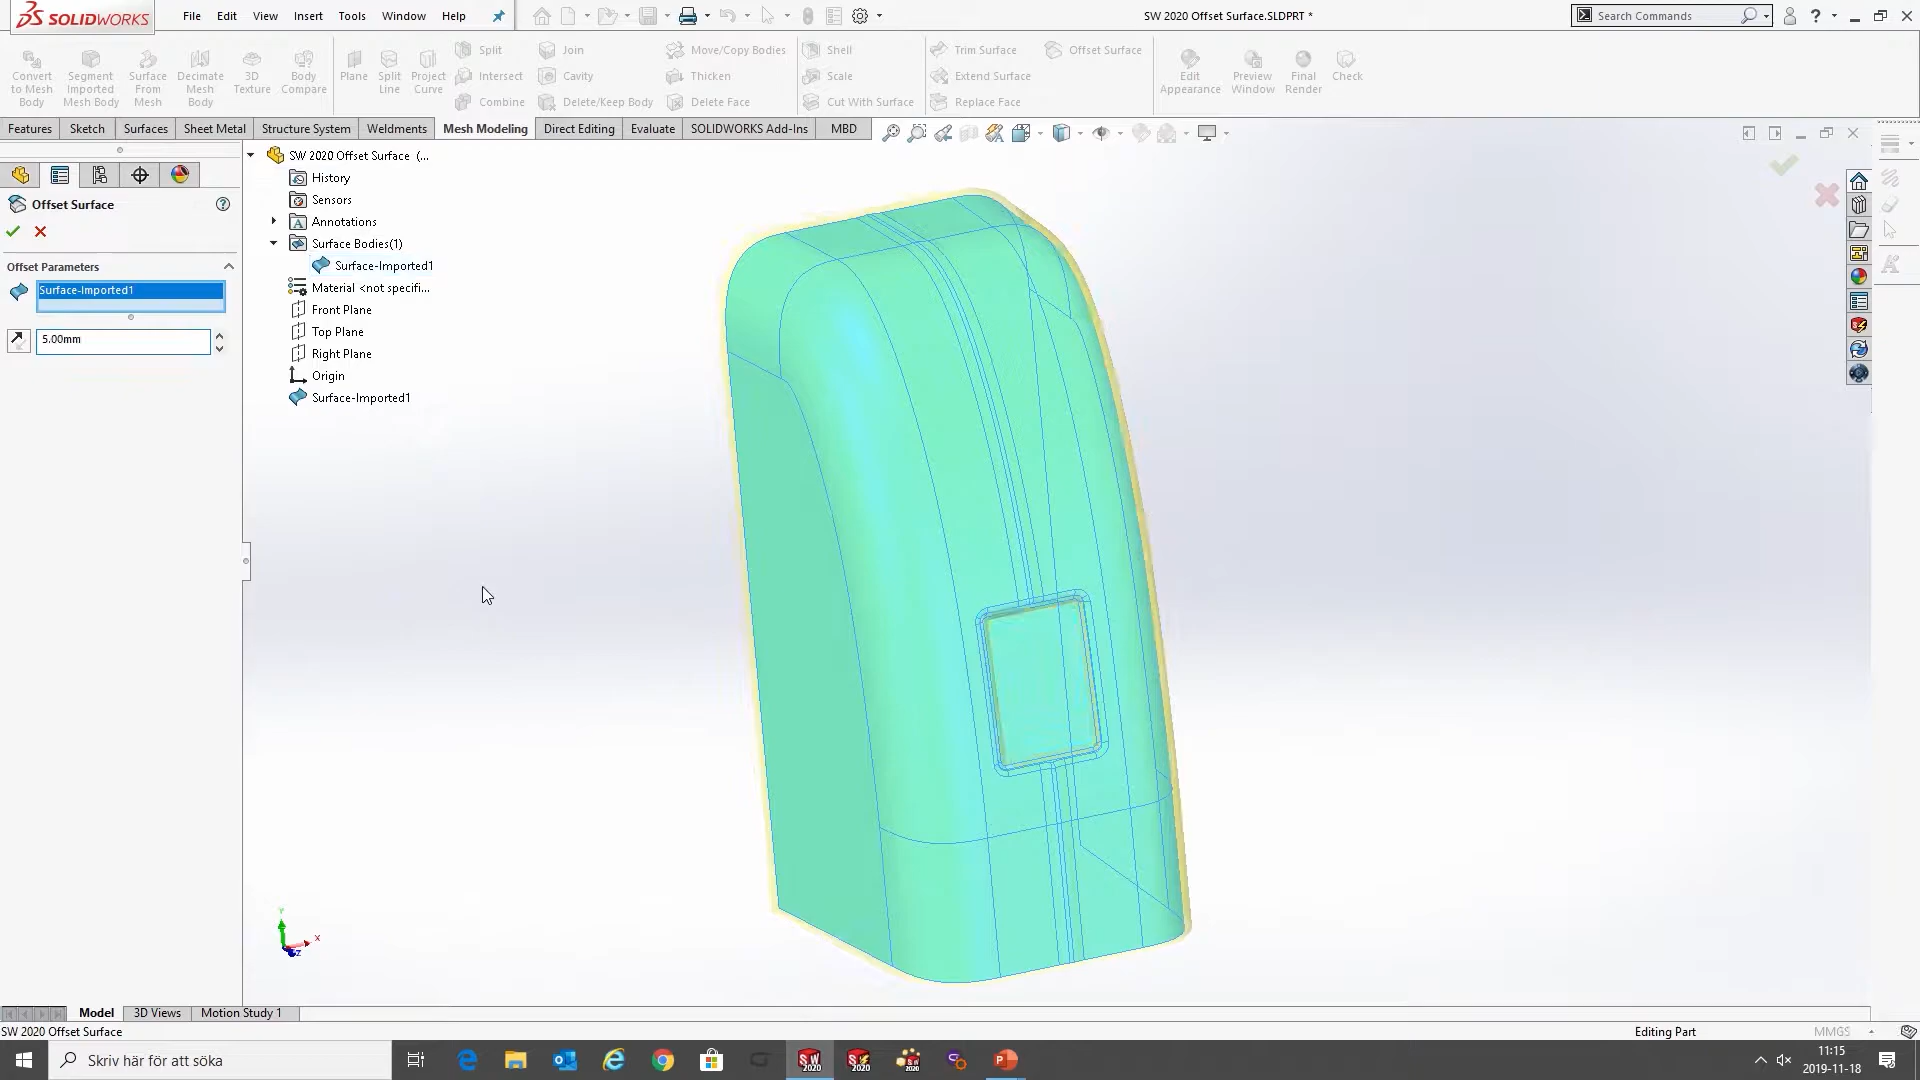 SOLIDWORKS
File Edit View Insert Tools Window Help
SW 2020 Offset Surface.SLDPRT *
Search Commands
Convert to Mesh Body
Segment Imported Mesh Body
Surface From Mesh
Decimate Mesh Body
3D Texture
Body Compare
Plane
Split Line
Project Curve
Split
Intersect
Combine
Join
Cavity
Delete/Keep Body
Move/Copy Bodies
Thicken
Delete Face
Shell
Scale
Cut With Surface
Trim Surface
Extend Surface
Replace Face
Offset Surface
Edit Appearance
Preview Window
Final Render
Check
Features Sketch Surfaces Sheet Metal Structure System Weldments Mesh Modeling Direct Editing Evaluate SOLIDWORKS Add-Ins MBD
Offset Surface
Offset Parameters
Surface-Imported1
5.00mm
SW 2020 Offset Surface (...
History
Sensors
Annotations
Surface Bodies(1)
Surface-Imported1
Material <not specifi...
Front Plane
Top Plane
Right Plane
Origin
Surface-Imported1
Y
X
Z
Model 3D Views Motion Study 1
SW 2020 Offset Surface
Editing Part
MMGS
Skriv här för att söka
11:15
2019-11-18